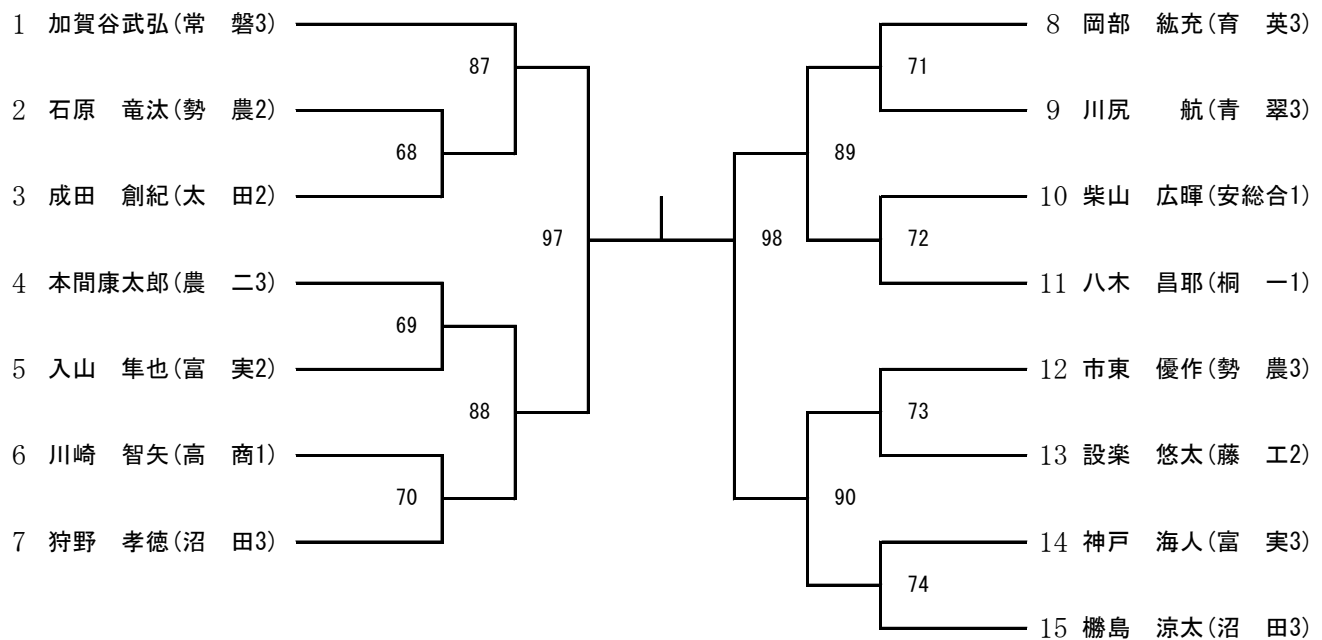 1 加賀谷武弘(常　磐3)
87
2 石原　竜汰(勢　農2)
68
3 成田　創紀(太　田2)
97
4 本間康太郎(農　二3)
69
5 入山　隼也(富　実2)
88
6 川崎　智矢(高　商1)
70
7 狩野　孝徳(沼　田3)
8 岡部　紘充(育　英3)
71
9 川尻　　航(青　翠3)
89
10 柴山　広暉(安総合1)
98
72
11 八木　昌耶(桐　一1)
12 市東　優作(勢　農3)
73
13 設楽　悠太(藤　工2)
90
14 神戸　海人(富　実3)
74
15 櫤島　涼太(沼　田3)